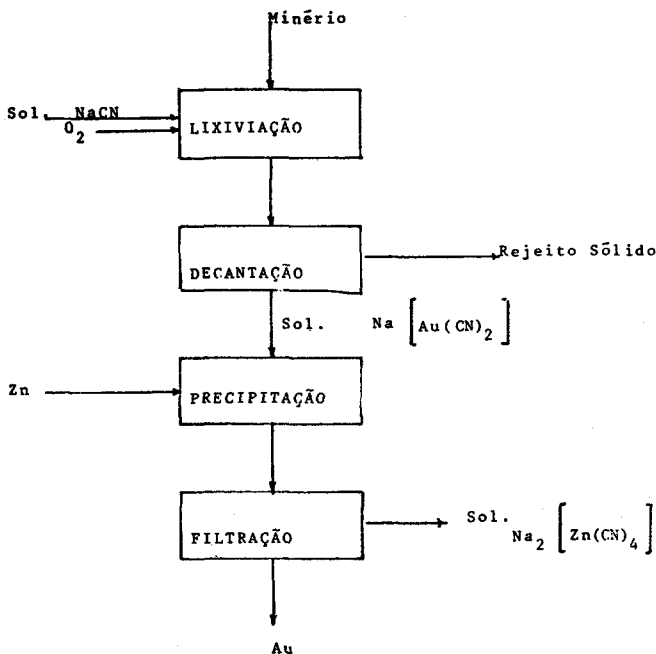 Minério
Sol. NaCN
O2
LIXIVIAÇÃO
DECANTAÇÃO
Rejeito Sólido
Sol. Na [Au(CN)2]
Zn
PRECIPITAÇÃO
FILTRAÇÃO
Sol. Na2 [Zn(CN)4]
Au